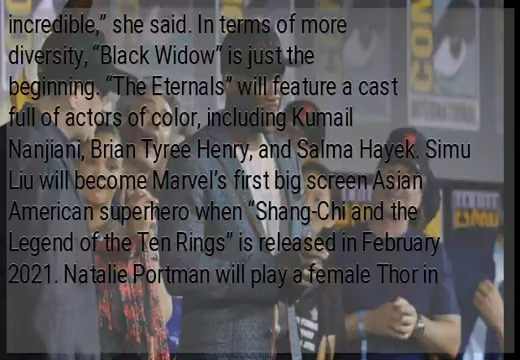 incredible,” she said. In terms of more
diversity, “Black Widow” is just the
beginning. “The Eternals” will feature a cast
full of actors of color, including Kumail
Nanjiani, Brian Tyree Henry, and Salma Hayek. Simu
Liu will become Marvel’s first big screen Asian
American superhero when “Shang-Chi and the
Legend of the Ten Rings” is released in February
2021. Natalie Portman will play a female Thor in